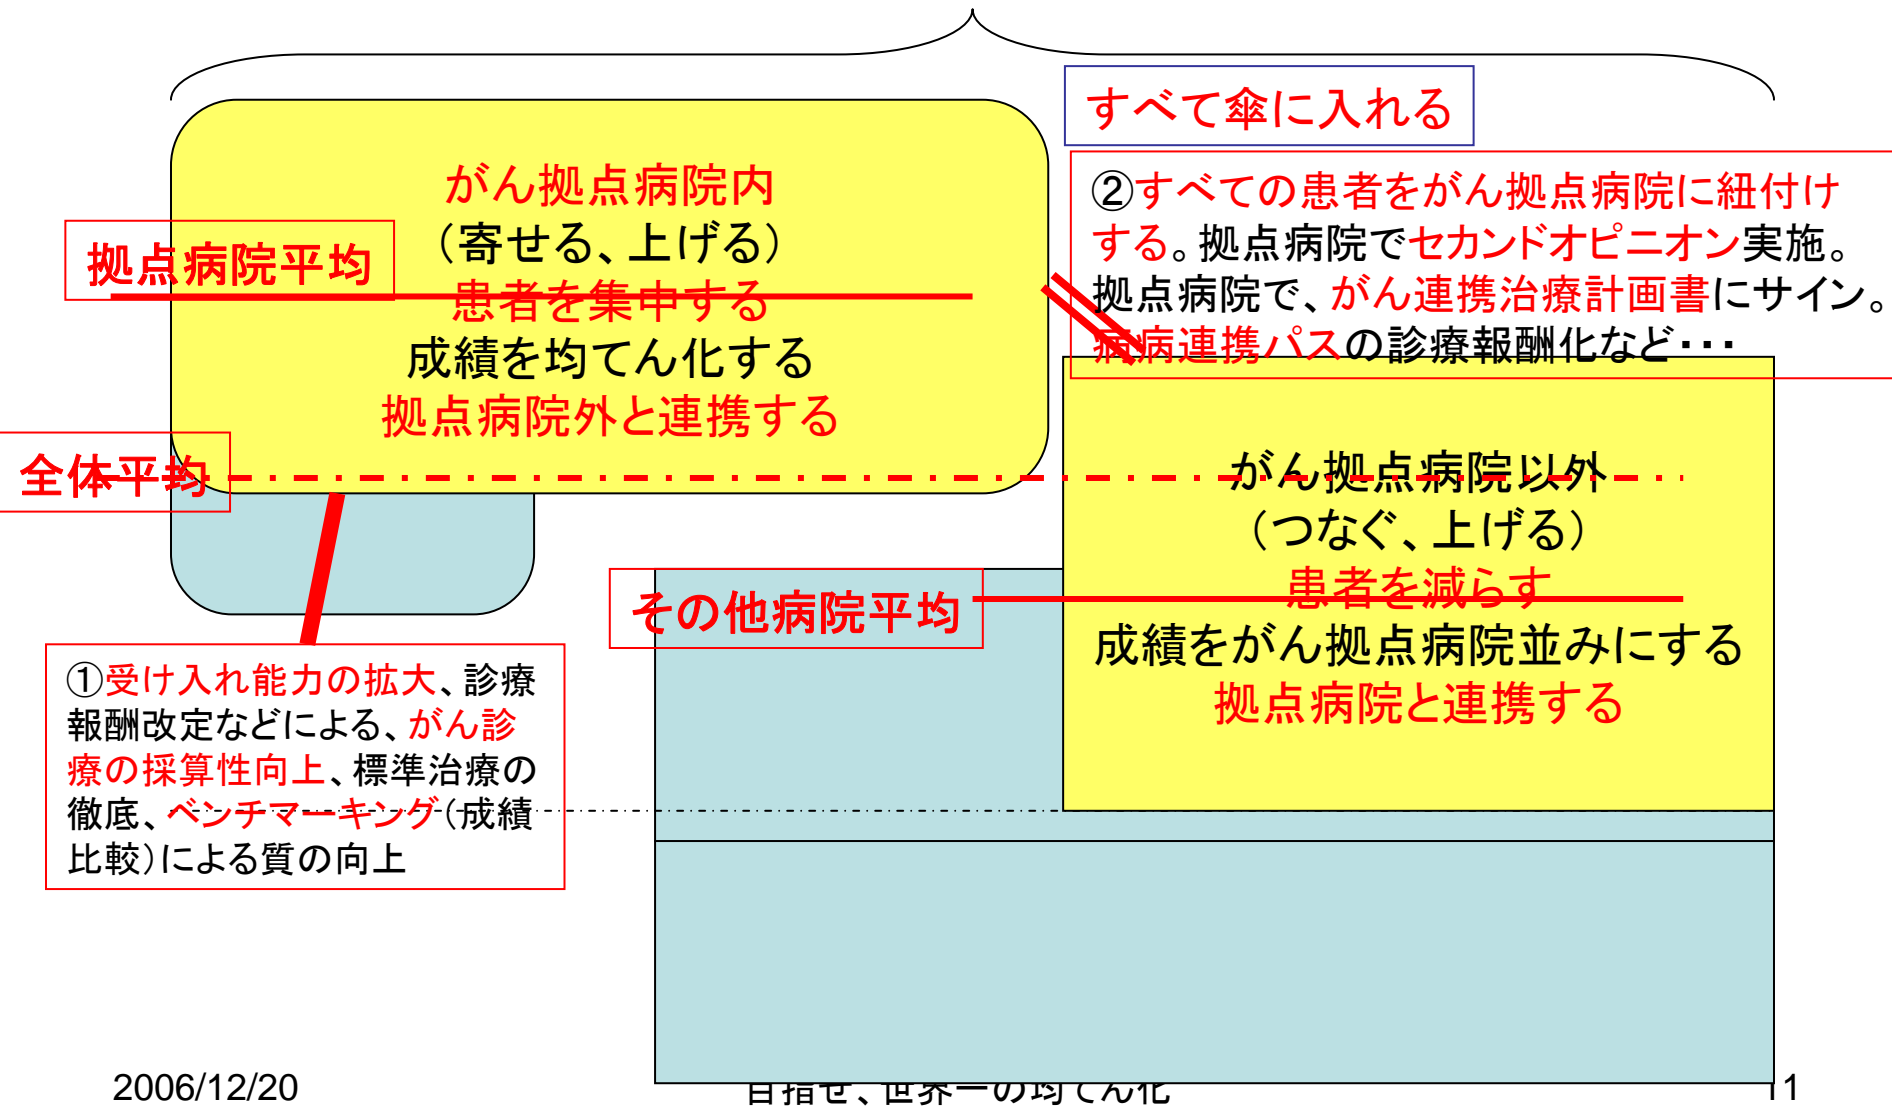 すべて傘に入れる
がん拠点病院内
（寄せる、上げる）
患者を集中する
成績を均てん化する
拠点病院外と連携する
②すべての患者をがん拠点病院に紐付け
する。拠点病院でセカンドオピニオン実施。
拠点病院で、がん連携治療計画書にサイン。
病病連携パスの診療報酬化など・・・
拠点病院平均
全体平均
がん拠点病院以外
（つなぐ、上げる）
患者を減らす
成績をがん拠点病院並みにする
拠点病院と連携する
その他病院平均
①受け入れ能力の拡大、診療
報酬改定などによる、がん診
療の採算性向上、標準治療の
徹底、ベンチマーキング（成績
比較）による質の向上
2006/12/20
目指せ、世界一の均てん化
11